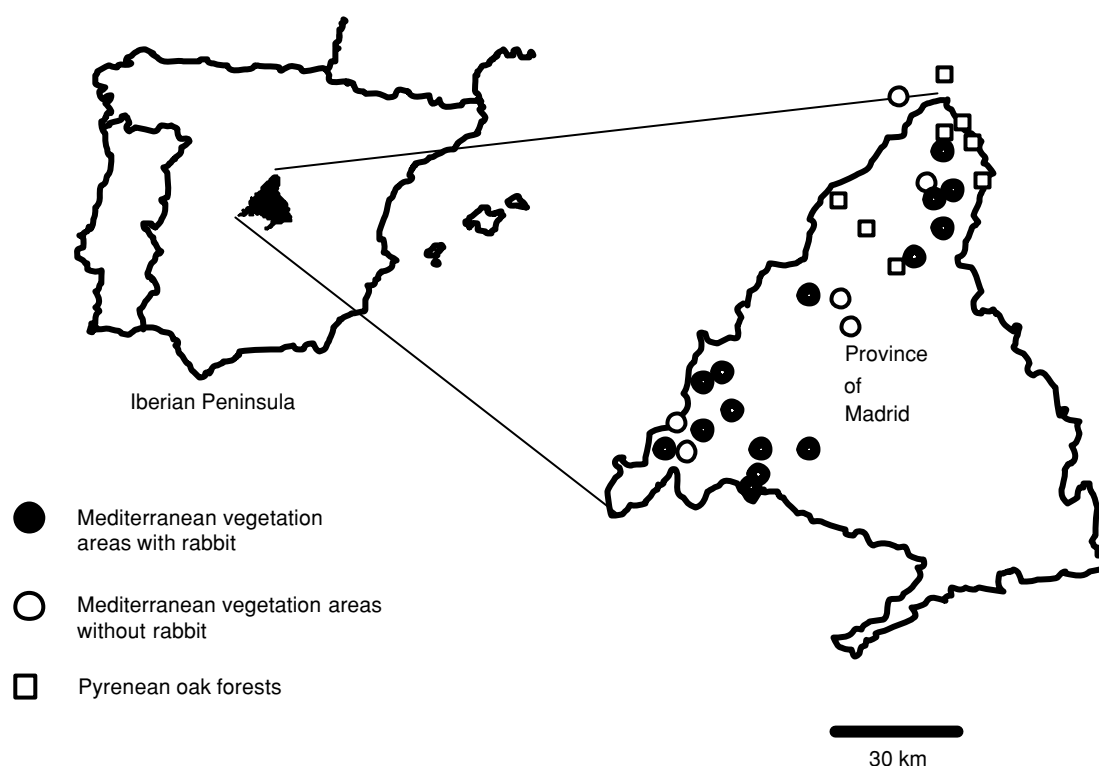 Province
of
Madrid
Iberian Peninsula
Mediterranean vegetation
areas with rabbit
Mediterranean vegetation areas
without rabbit
Pyrenean oak forests
30 km